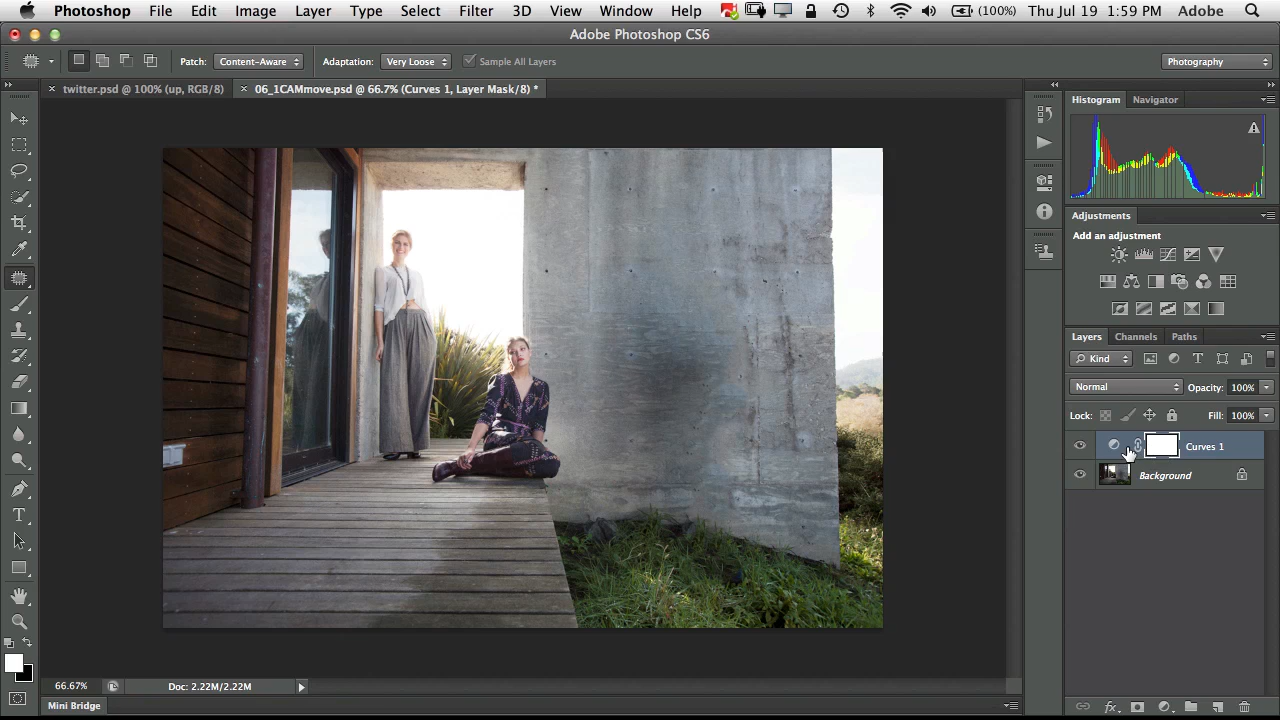 Photoshop File Edit Image Layer Type Select Filter 3D View Window Help (100%) Thu Jul 19 1:59 PM Adobe
Adobe Photoshop CS6
Patch: Content-Aware Adaptation: Very Loose Sample All Layers Photography
twitter.psd @ 100% (up, RGB/8) 06_1CAMmove.psd @ 66.7% (Curves 1, Layer Mask/8) *
Histogram Navigator
Adjustments
Add an adjustment
Layers Channels Paths
Kind
Normal Opacity: 100%
Lock: Fill: 100%
Curves 1
Background
66.67% Doc: 2.22M/2.22M
Mini Bridge
fx